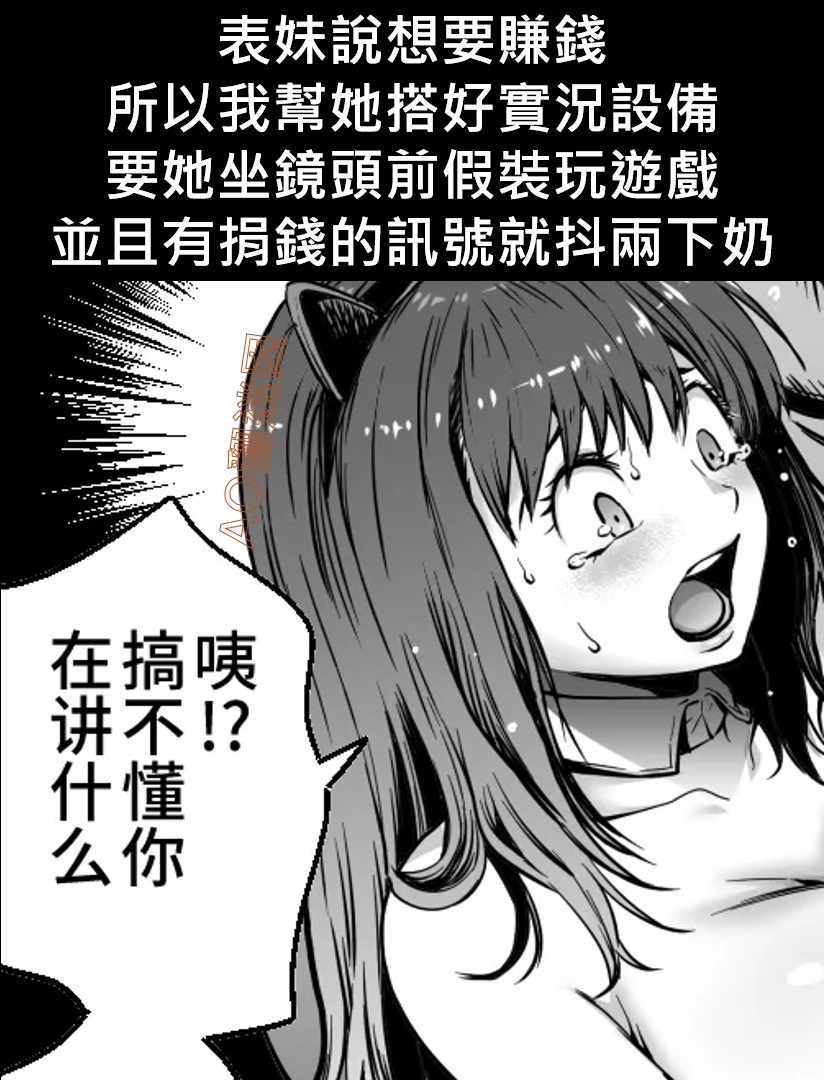 表妹說想要賺錢
所以我幫她搭好實況設備
要她坐鏡頭前假裝玩遊戲
並且有捐錢的訊號就抖兩下奶
咦!?
搞不懂你
在讲什么